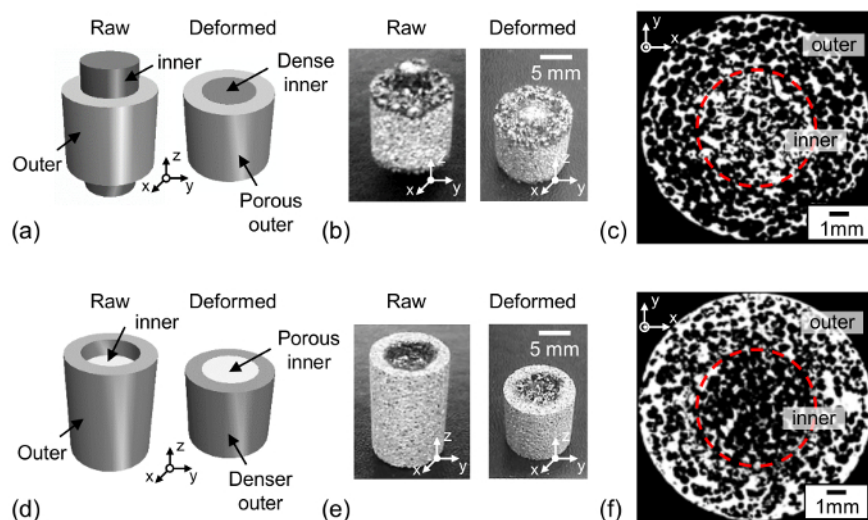 Raw
Deformed
inner
Dense
inner
Outer
z
x
y
Porous
outer
(a)
Raw
Deformed
5 mm
z
x
y
z
x
y
(b)
y
x
outer
inner
1mm
(c)
Raw
Deformed
inner
Porous
inner
Outer
z
x
y
Denser
outer
(d)
Raw
Deformed
5 mm
z
x
y
z
x
y
(e)
y
x
outer
inner
1mm
(f)